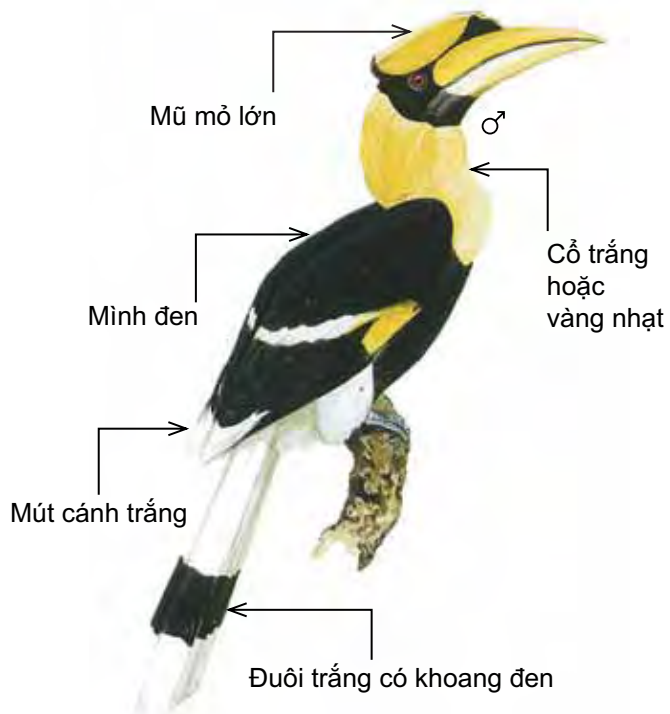 Mũ mỏ lớn
♂
Cổ trắng
hoặc
vàng nhạt
Mình đen
Mút cánh trắng
Đuôi trắng có khoang đen